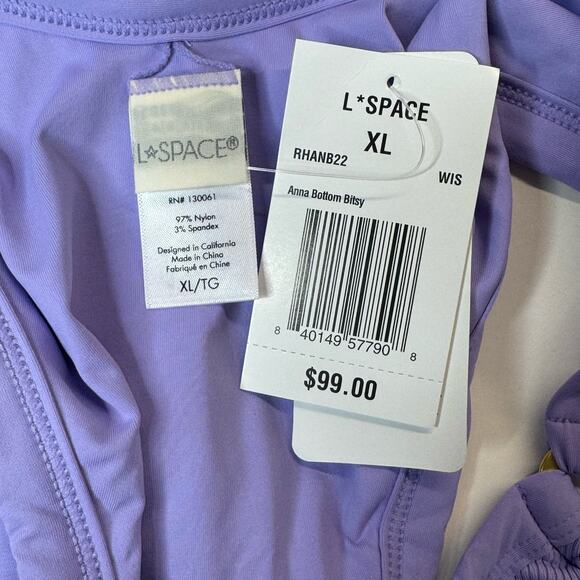 L☆SPACE®
RN# 130061
97% Nylon
3% Spandex
Designed in California
Made in China
Fabriqué en Chine
XL/TG
L*SPACE
XL
RHANB22
WIS
Anna Bottom Bitsy
8 40149 57790 8
$99.00